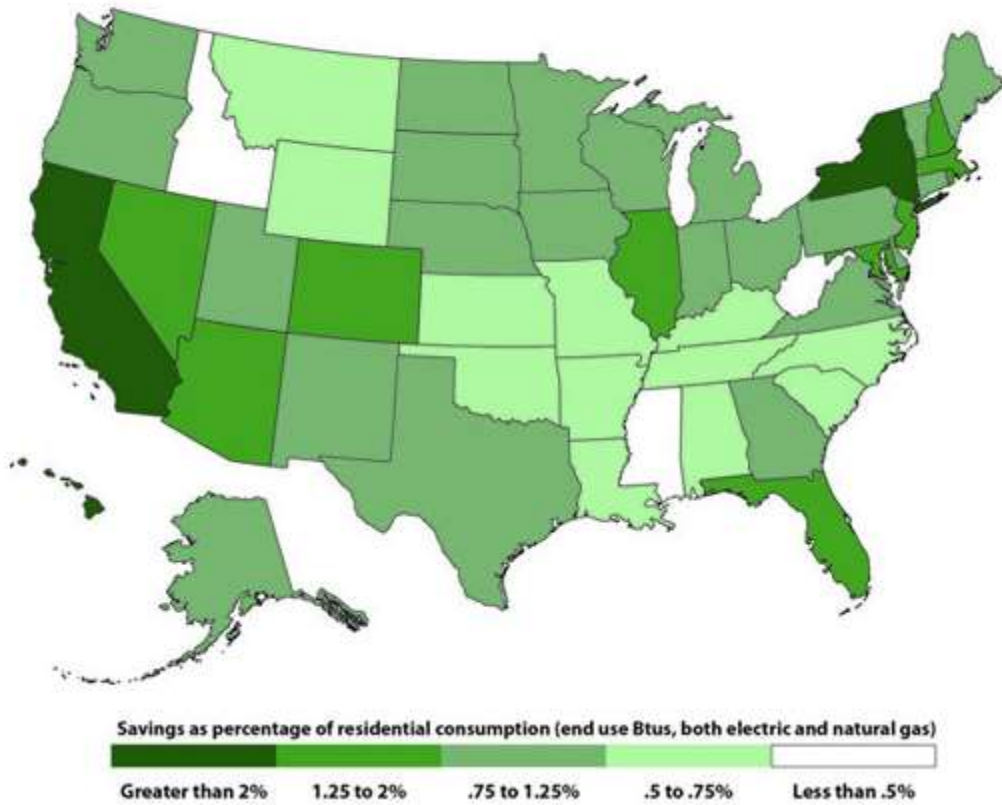 Savings as percentage of residential consumption (end use Btus, both electric and natural gas)
Greater than 2% 1.25 to 2% .75 to 1.25% .5 to .75% Less than .5%